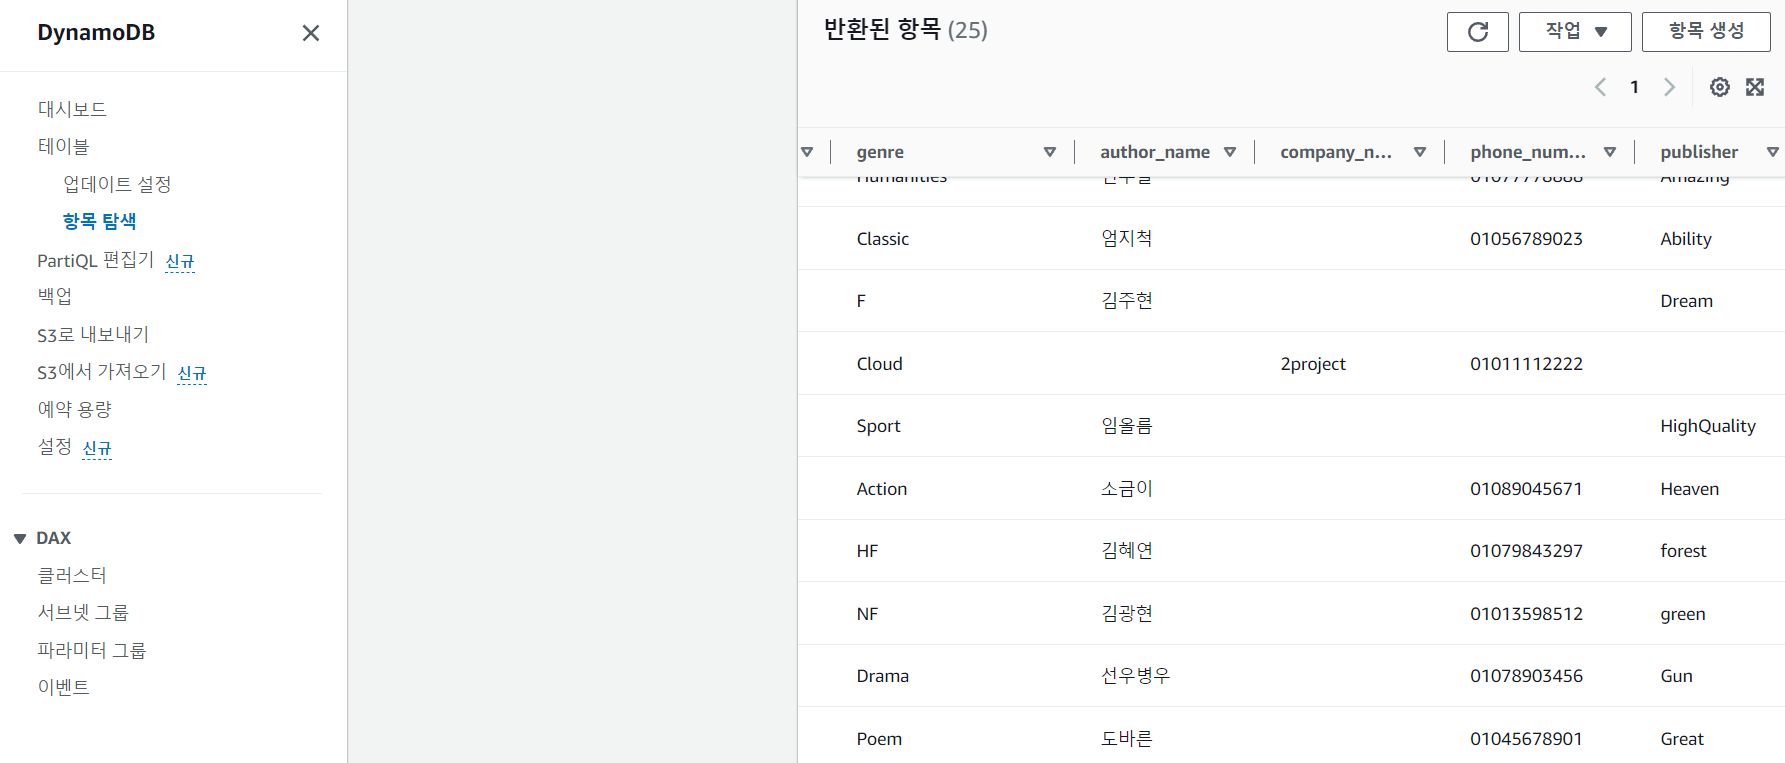 DynamoDB
대시보드
테이블
업데이트 설정
항목 탐색
PartiQL 편집기 신규
백업
S3로 내보내기
S3에서 가져오기 신규
예약 용량
설정 신규
DAX
클러스터
서브넷 그룹
파라미터 그룹
이벤트
반환된 항목 (25)
작업
항목 생성
1
genre author_name company_n... phone_num... publisher
Humanities 01077778888 Amazing
Classic 엄지척 01056789023 Ability
F 김주현 Dream
Cloud 2project 01011112222
Sport 임올름 HighQuality
Action 소금이 01089045671 Heaven
HF 김혜연 01079843297 forest
NF 김광현 01013598512 green
Drama 선우병우 01078903456 Gun
Poem 도바른 01045678901 Great